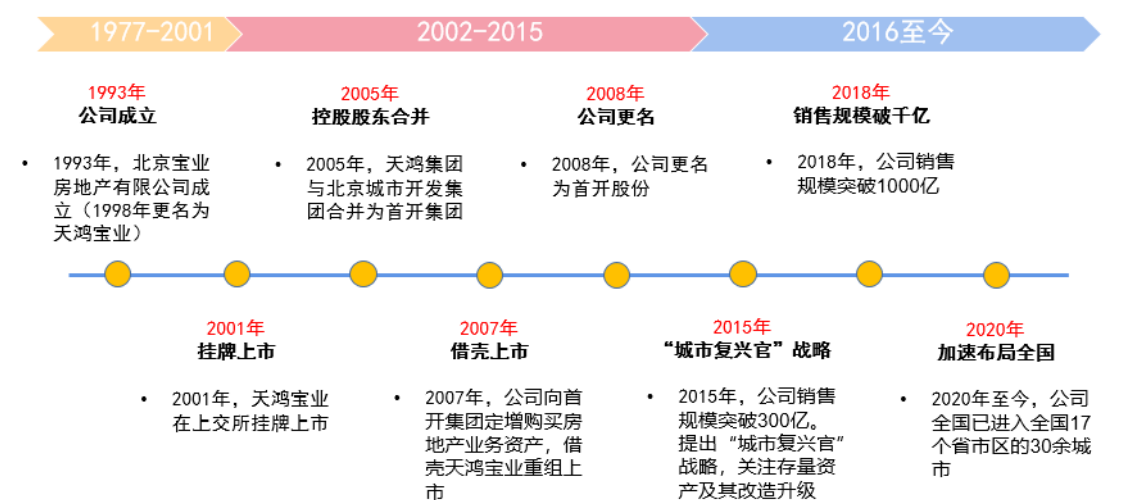 1977-2001
2002-2015
2016至今
1993年
公司成立
• 1993年，北京宝业
房地产有限公司成
立（1998年更名为
天鸿宝业）
2005年
控股股东合并
• 2005年，天鸿集团
与北京城市开发集
团合并为首开集团
2008年
公司更名
• 2008年，公司更名
为首开股份
2018年
销售规模破千亿
• 2018年，公司销售
规模突破1000亿
2001年
挂牌上市
• 2001年，天鸿宝业
在上交所挂牌上市
2007年
借壳上市
• 2007年，公司向首
开集团定增购买房
地产业务资产，借
壳天鸿宝业重组上
市
2015年
“城市复兴官”战略
• 2015年，公司销售
规模突破300亿。
提出“城市复兴官”
战略，关注存量资
产及其改造升级
2020年
加速布局全国
• 2020年至今，公司
全国已进入全国17
个省市区的30余城
市